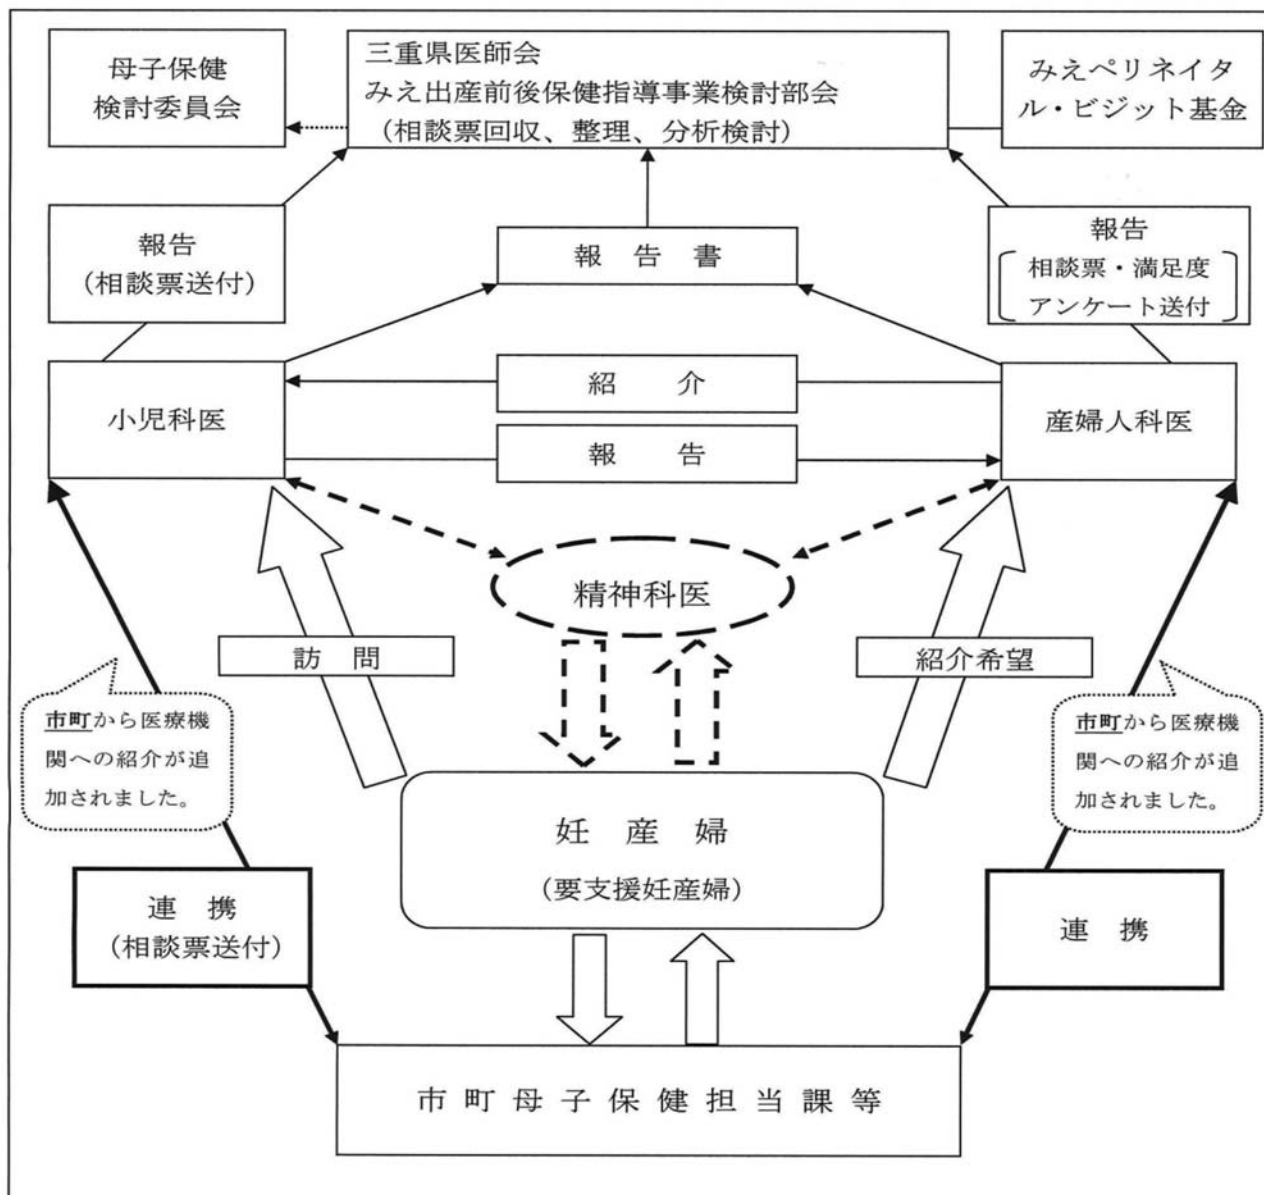 母子保健
検討委員会
三重県医師会
みえ出産前後保健指導事業検討部会
（相談票回収、整理、分析検討）
みえペリネイタ
ル・ビジット基金
報告
（相談票送付）
報　告　書
報告
相談票・満足度
アンケート送付
小児科医
紹　　介
報　　告
産婦人科医
精神科医
訪　問
紹介希望
市町から医療機
関への紹介が追
加されました。
市町から医療機
関への紹介が追
加されました。
妊　産　婦
（要支援妊産婦）
連　携
（相談票送付）
連　携
市 町 母 子 保 健 担 当 課 等